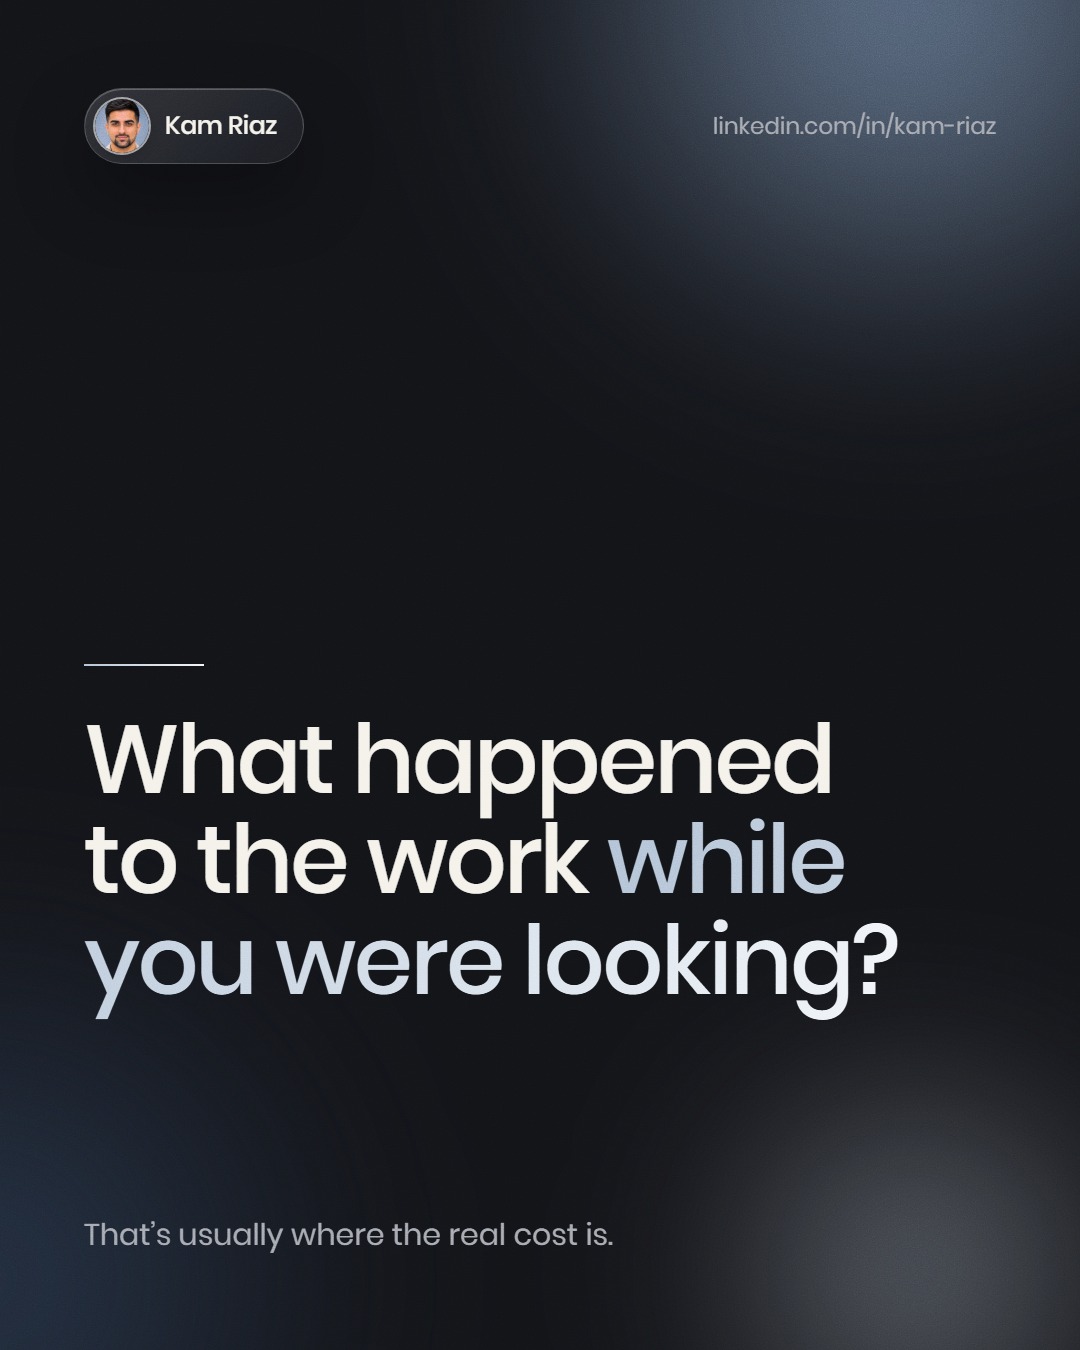 Kam Riaz
linkedin.com/in/kam-riaz
What happened
to the work while
you were looking?
That’s usually where the real cost is.